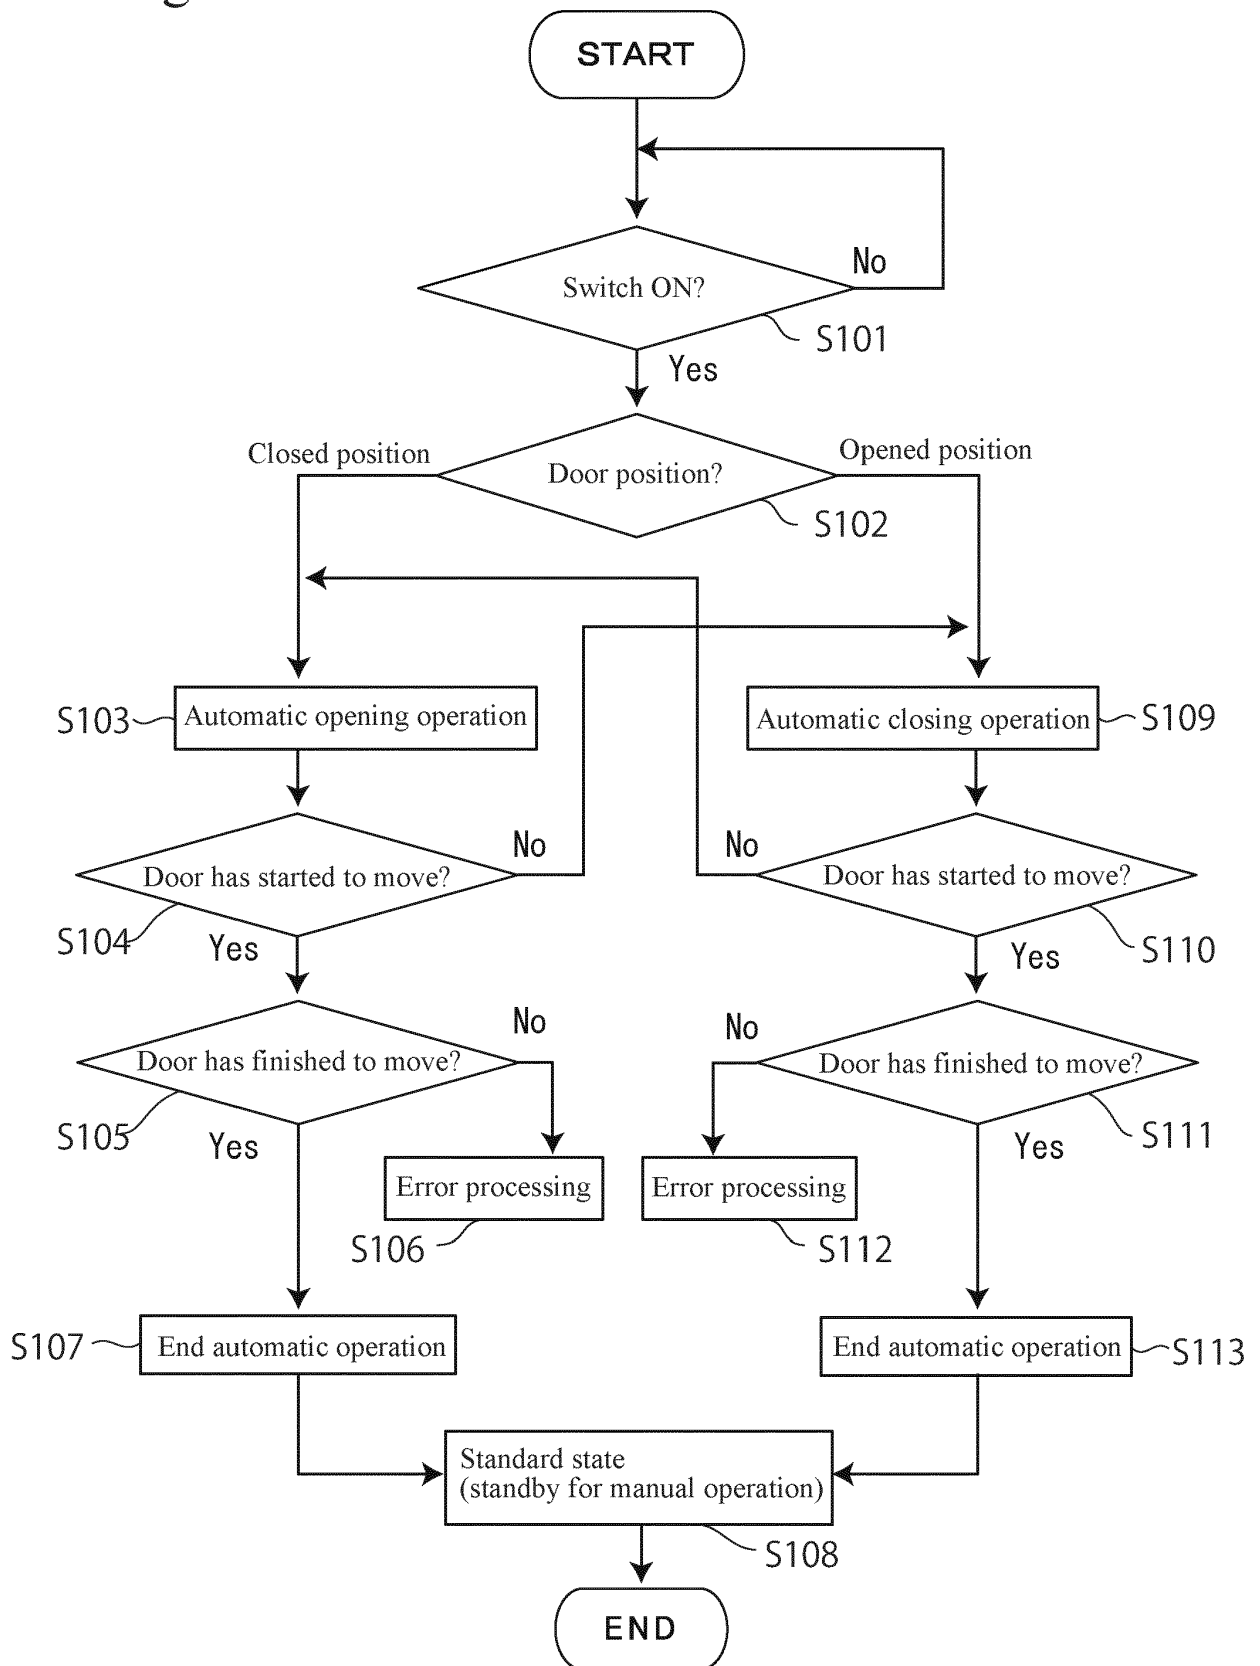 START
No
Switch ON?
S101
Yes
Closed position
Opened position
Door position?
S102
S103
Automatic opening operation
Automatic closing operation
S109
No
No
Door has started to move?
Door has started to move?
S104
Yes
Yes
S110
No
No
Door has finished to move?
Door has finished to move?
S105
Yes
Yes
S111
Error processing
Error processing
S106
S112
S107
End automatic operation
End automatic operation
S113
Standard state
(standby for manual operation)
S108
END